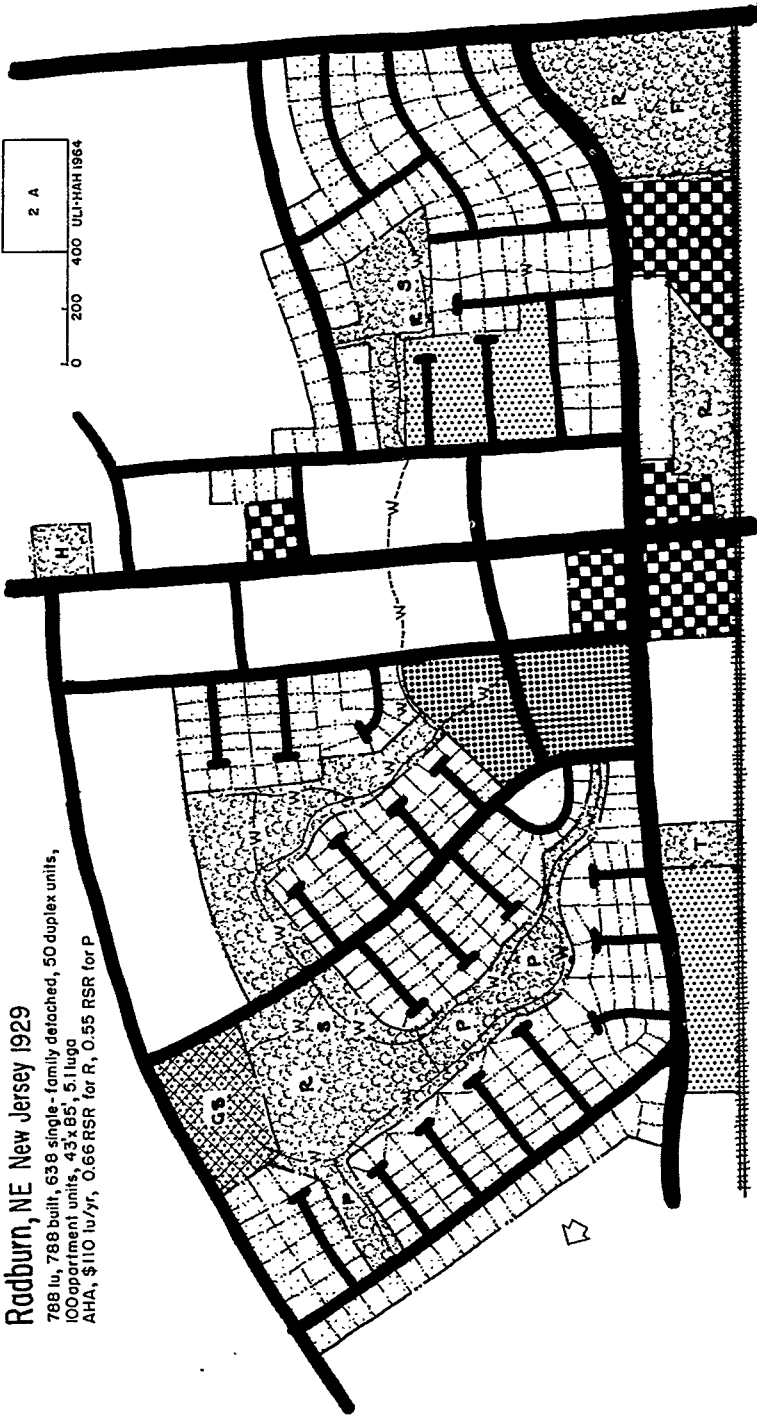 Radburn, NE New Jersey 1929
788 lu, 788 built, 638 single-family detached, 50 duplex units,
100 apartment units, 43'x 85', 5.1 luga
AHA, $110 lu/yr, 0.66 RSR for R, 0.55 RSR for P
2 A
0 200 400 ULI-HAH 1964
H
GS
R
S
P
P
P
W
W
W
W
W
W
W
S
R
W
W
T
R
R
F